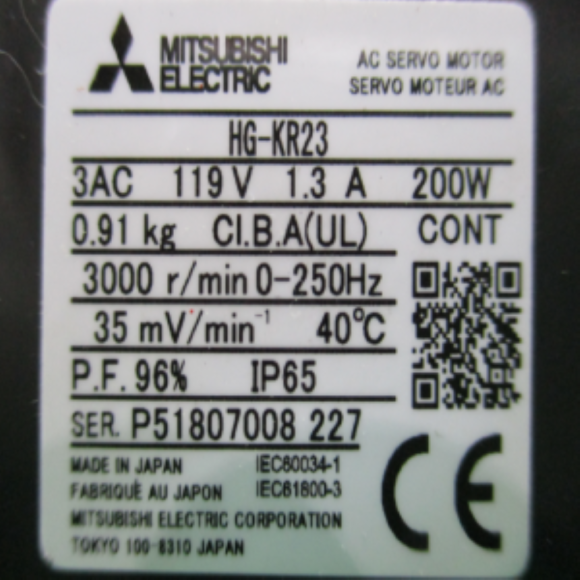 MITSUBISHI
ELECTRIC
AC SERVO MOTOR
SERVO MOTEUR AC
HG-KR23
3AC 119 V 1.3 A 200W
0.91 kg CI.B.A(UL) CONT
3000 r/min 0-250Hz
35 mV/min⁻¹ 40℃
P.F. 96% IP65
SER. P51807008 227
MADE IN JAPAN IEC60034-1
FABRIQUÉ AU JAPON IEC61800-3
MITSUBISHI ELECTRIC CORPORATION
TOKYO 100-8310 JAPAN
CE